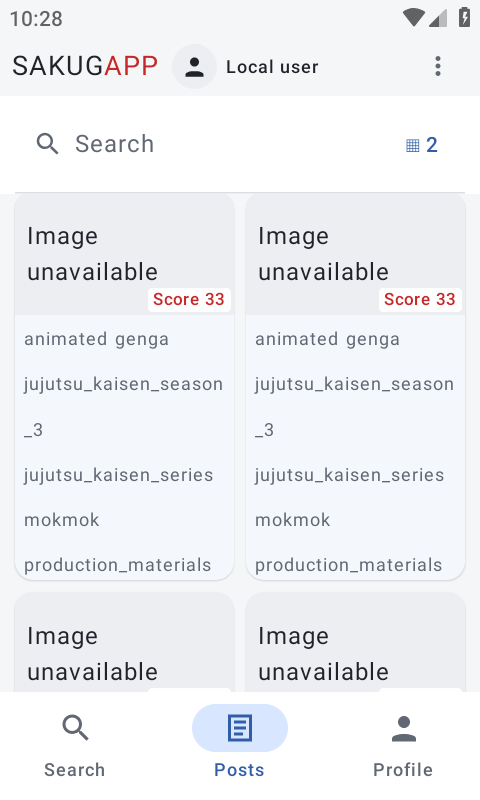 10:28
SAKUGAPP
Local user
Search
2
Image
unavailable
Score 33
animated genga
jujutsu_kaisen_season
_3
jujutsu_kaisen_series
mokmok
production_materials
Image
unavailable
Score 33
animated genga
jujutsu_kaisen_season
_3
jujutsu_kaisen_series
mokmok
production_materials
Image
unavailable
Image
unavailable
Search
Posts
Profile